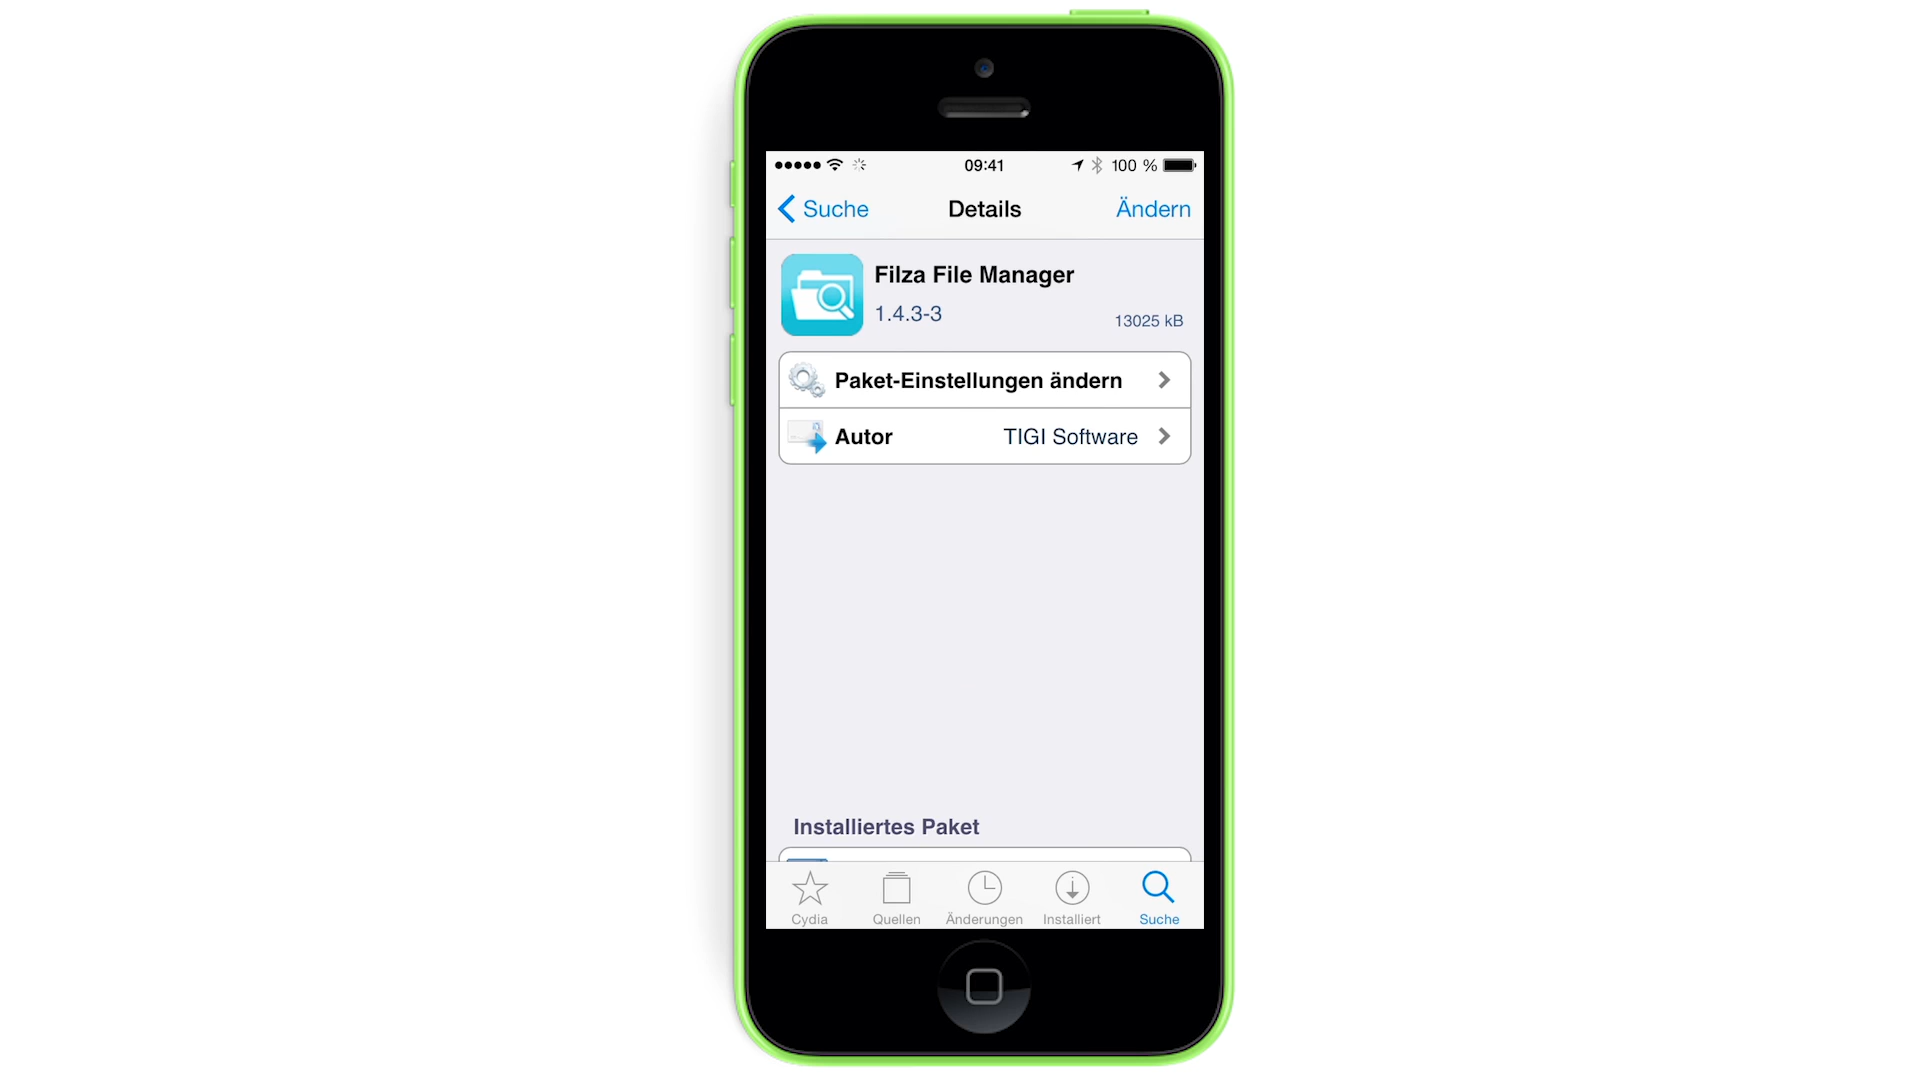 09:41
100 %
Suche
Details
Ändern
Filza File Manager
1.4.3-3
13025 kB
Paket-Einstellungen ändern
Autor
TIGI Software
Installiertes Paket
Cydia
Quellen
Änderungen
Installiert
Suche